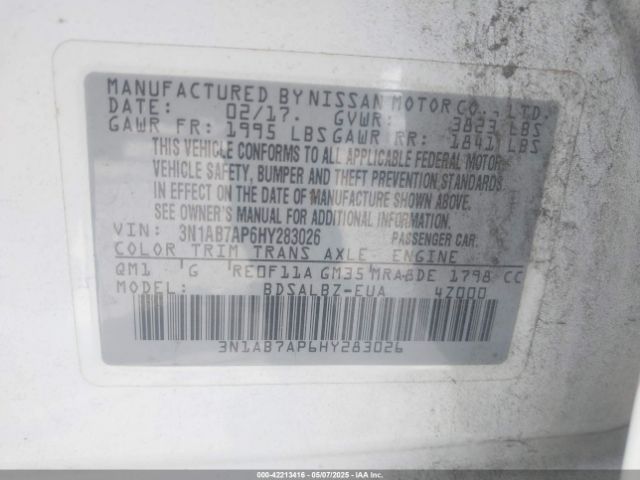 MANUFACTURED BY NISSAN MOTOR CO., LTD.
DATE: 02/17. GVWR: 3823 LBS
GAWR FR: 1995 LBS GAWR RR: 1841 LBS
THIS VEHICLE CONFORMS TO ALL APPLICABLE FEDERAL MOTOR
VEHICLE SAFETY, BUMPER AND THEFT PREVENTION STANDARDS
IN EFFECT ON THE DATE OF MANUFACTURE SHOWN ABOVE.
SEE OWNER'S MANUAL FOR ADDITIONAL INFORMATION.
VIN: 3N1AB7AP6HY283026 PASSENGER CAR.
COLOR TRIM TRANS AXLE ENGINE
QM1 G RE0F11A GM35 MRA8DE 1798 CC
MODEL: BDSALBZ-EUA 4Z000
3N1AB7AP6HY283026
000-42213416 - 05/07/2025 - IAAI.COM